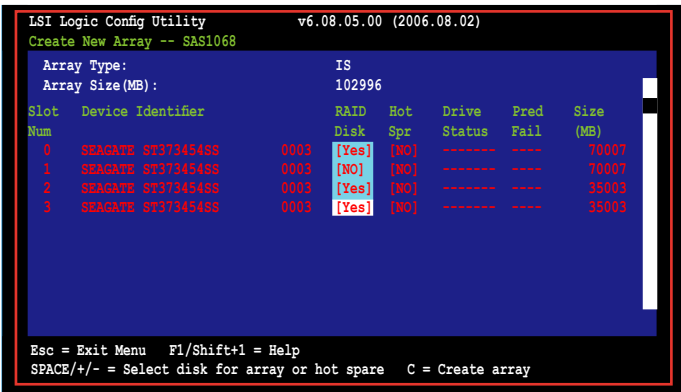 LSI Logic Config Utility v6.08.05.00 (2006.08.02)
Create New Array -- SAS1068
Array Type: IS
Array Size(MB): 102996
Slot Device Identifier RAID Hot Drive Pred Size
Num Disk Spr Status Fail (MB)
0 SEAGATE ST373454SS 0003 [Yes] [NO] ------- ---- 70007
1 SEAGATE ST373454SS 0003 [NO] [NO] ------- ---- 70007
2 SEAGATE ST373454SS 0003 [Yes] [NO] ------- ---- 35003
3 SEAGATE ST373454SS 0003 [Yes] [NO] ------- ---- 35003
Esc = Exit Menu F1/Shift+1 = Help
SPACE/+/- = Select disk for array or hot spare C = Create array